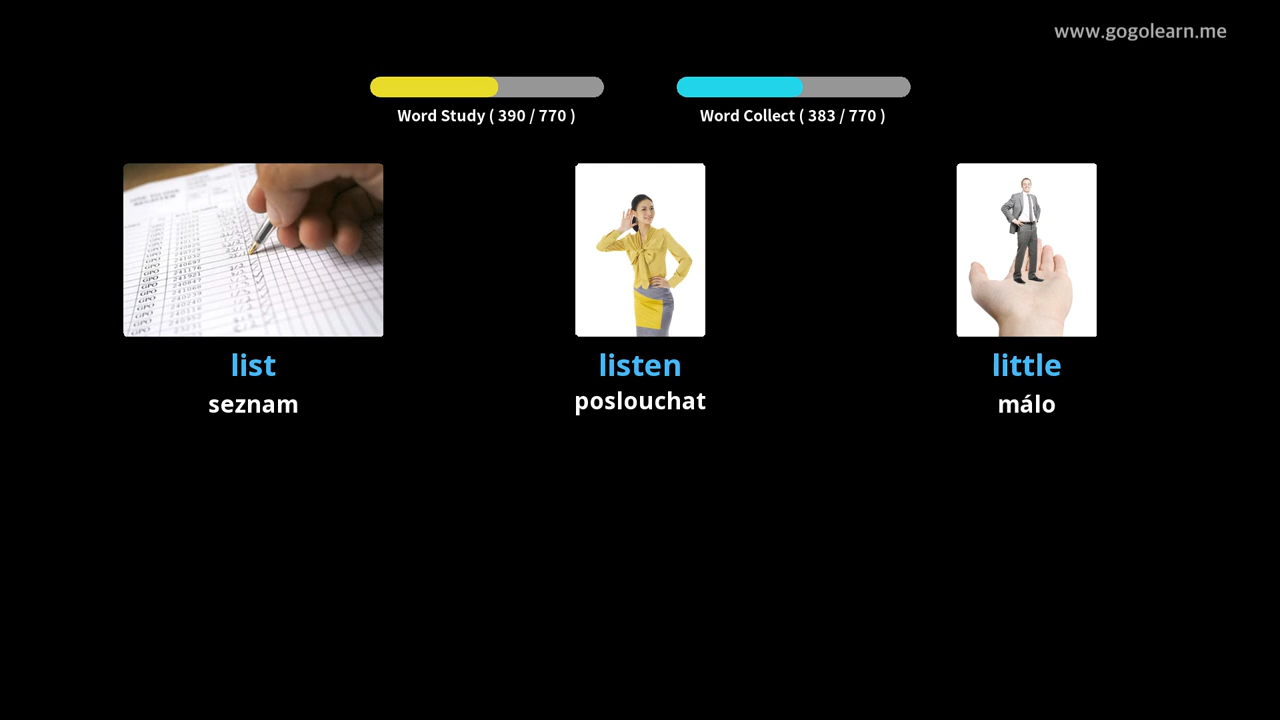 www.gogolearn.me
Word Study ( 390 / 770 )
Word Collect ( 383 / 770 )
list
listen
little
seznam
poslouchat
málo